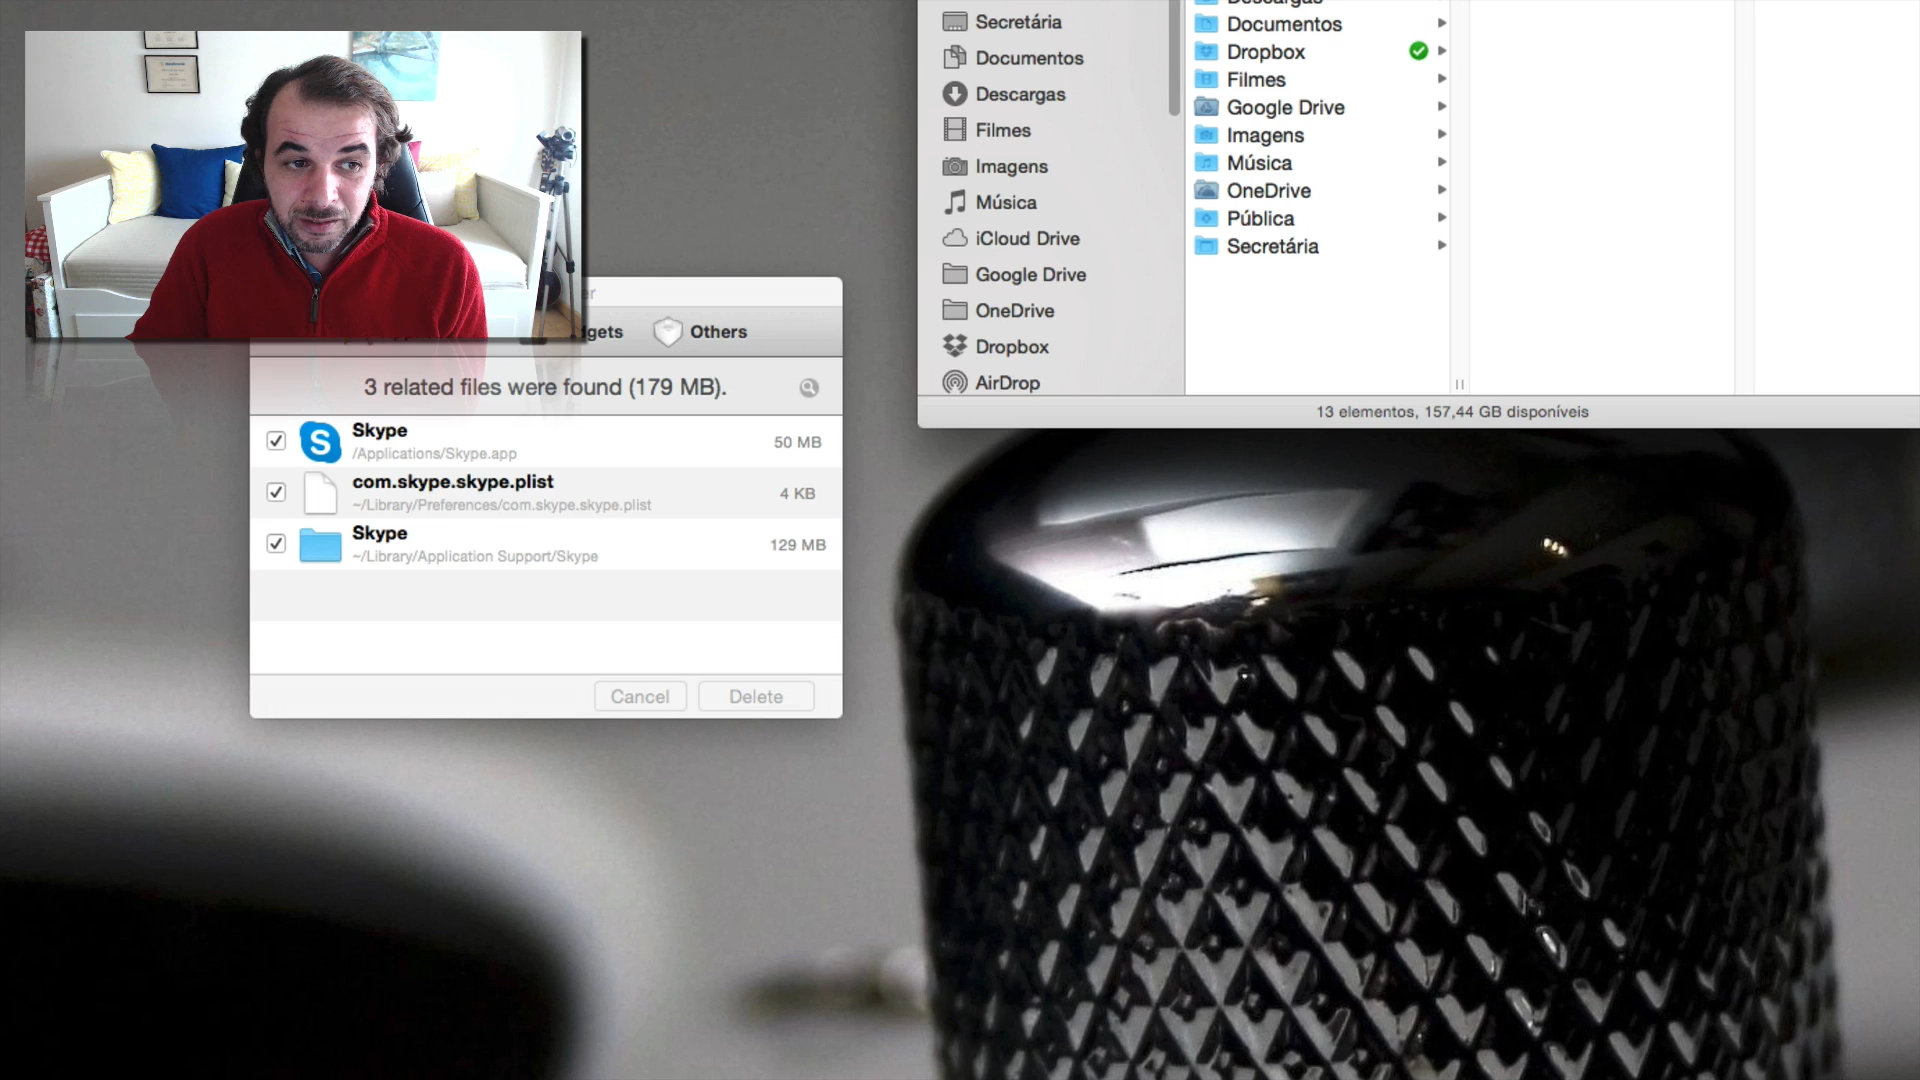 Secretária
Documentos
Descargas
Filmes
Imagens
Música
iCloud Drive
Google Drive
OneDrive
Dropbox
AirDrop
Descargas
Documentos
Dropbox
Filmes
Google Drive
Imagens
Música
OneDrive
Pública
Secretária
13 elementos, 157,44 GB disponíveis
er
dgets
Others
3 related files were found (179 MB).
Skype
50 MB
/Applications/Skype.app
com.skype.skype.plist
4 KB
~/Library/Preferences/com.skype.skype.plist
Skype
129 MB
~/Library/Application Support/Skype
Cancel
Delete